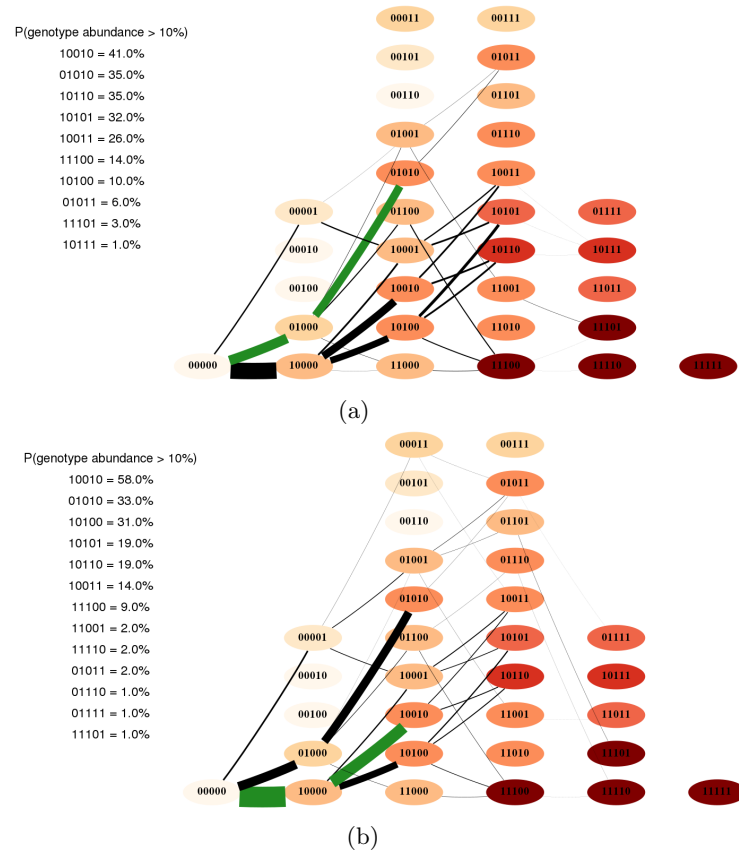 00011 00111
P(genotype abundance > 10%)
10010 = 41.0%
00101 01011
01010 = 35.0%
10110 = 35.0%
00110 01101
10101 = 32.0%
01001 01110
10011 = 26.0%
11100 = 14.0%
01010 10011
10100 = 10.0%
01011 = 6.0%
00001 01100 10101 01111
11101 = 3.0%
10111 = 1.0%
00010 10001 10110 10111
00100 10010 11001 11011
01000 10100 11010 11101
00000 10000 11000 11100 11110 11111
(a)
00011 00111
P(genotype abundance > 10%)
10010 = 58.0%
00101 01011
01010 = 33.0%
10100 = 31.0%
00110 01101
10101 = 19.0%
10110 = 19.0%
01001 01110
10011 = 14.0%
01010 10011
11100 = 9.0%
11001 = 2.0%
00001 01100 10101 01111
11110 = 2.0%
01011 = 2.0%
00010 10001 10110 10111
01110 = 1.0%
01111 = 1.0%
00100 10010 11001 11011
11101 = 1.0%
01000 10100 11010 11101
00000 10000 11000 11100 11110 11111
(b)